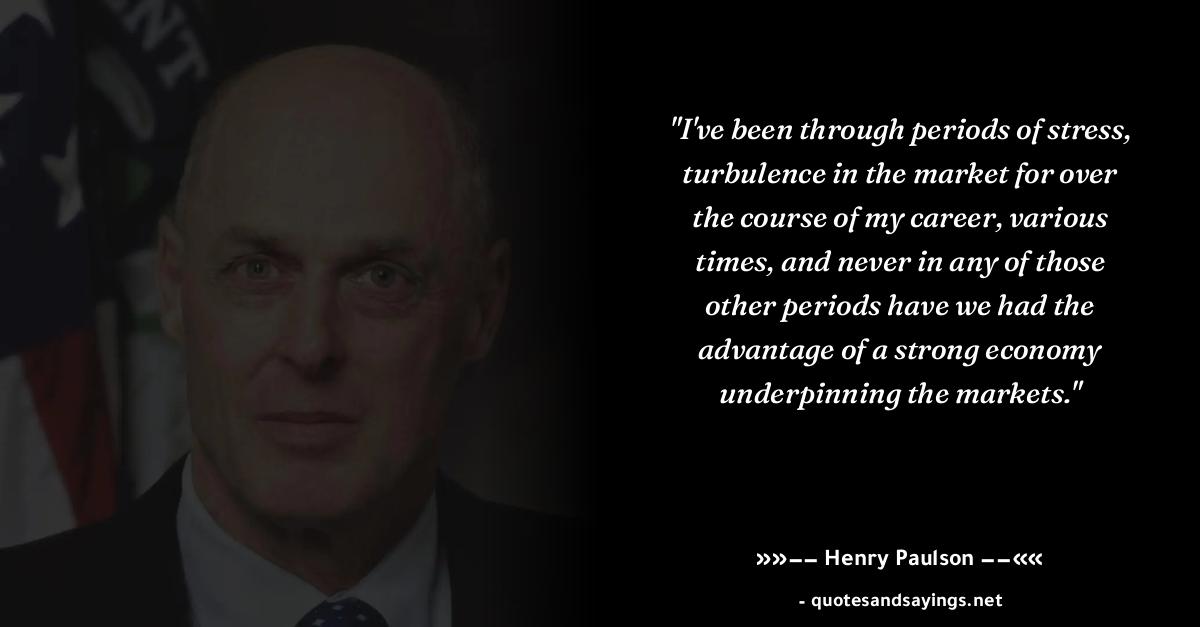 NT
"I've been through periods of stress,
turbulence in the market for over
the course of my career, various
times, and never in any of those
other periods have we had the
advantage of a strong economy
underpinning the markets."
»»−− Henry Paulson −−««
- quotesandsayings.net